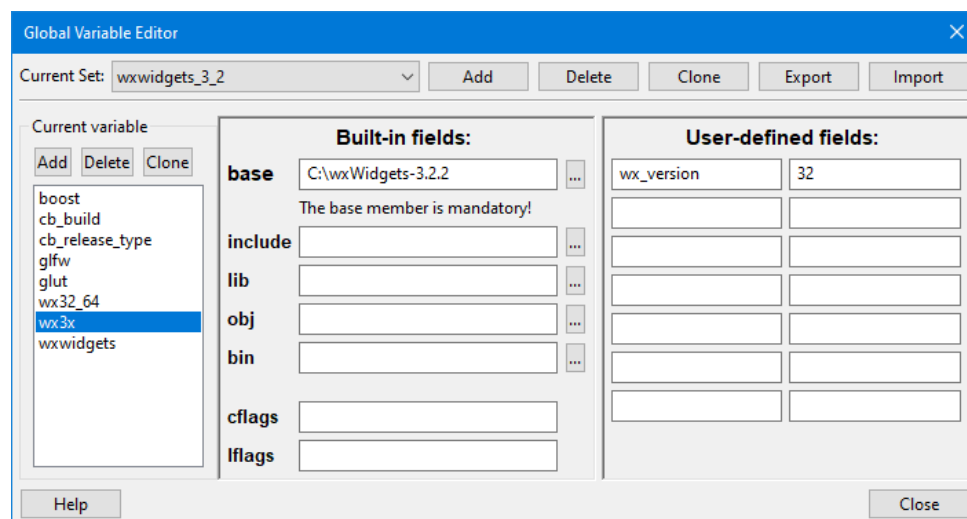 Global Variable Editor
Current Set: wxwidgets_3_2 Add Delete Clone Export Import
Current variable
Add Delete Clone
boost
cb_build
cb_release_type
glfw
glut
wx32_64
wx3x
wxwidgets
Built-in fields:
base C:\wxWidgets-3.2.2 ...
The base member is mandatory!
include ...
lib ...
obj ...
bin ...
cflags
lflags
User-defined fields:
wx_version 32
Help Close